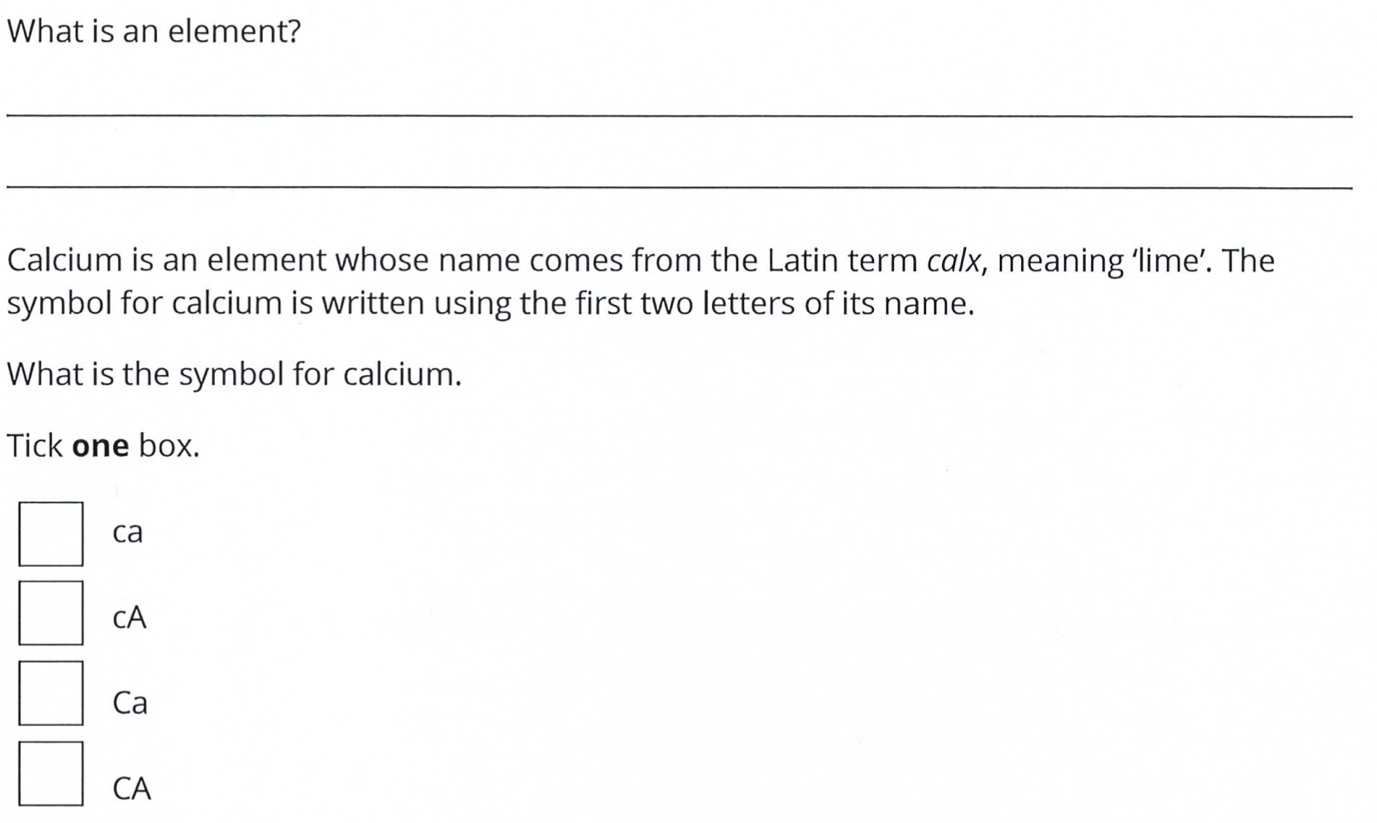 What is an element?
Calcium is an element whose name comes from the Latin term calx, meaning ‘lime’. The
symbol for calcium is written using the first two letters of its name.
What is the symbol for calcium.
Tick one box.
ca
cA
Ca
CA